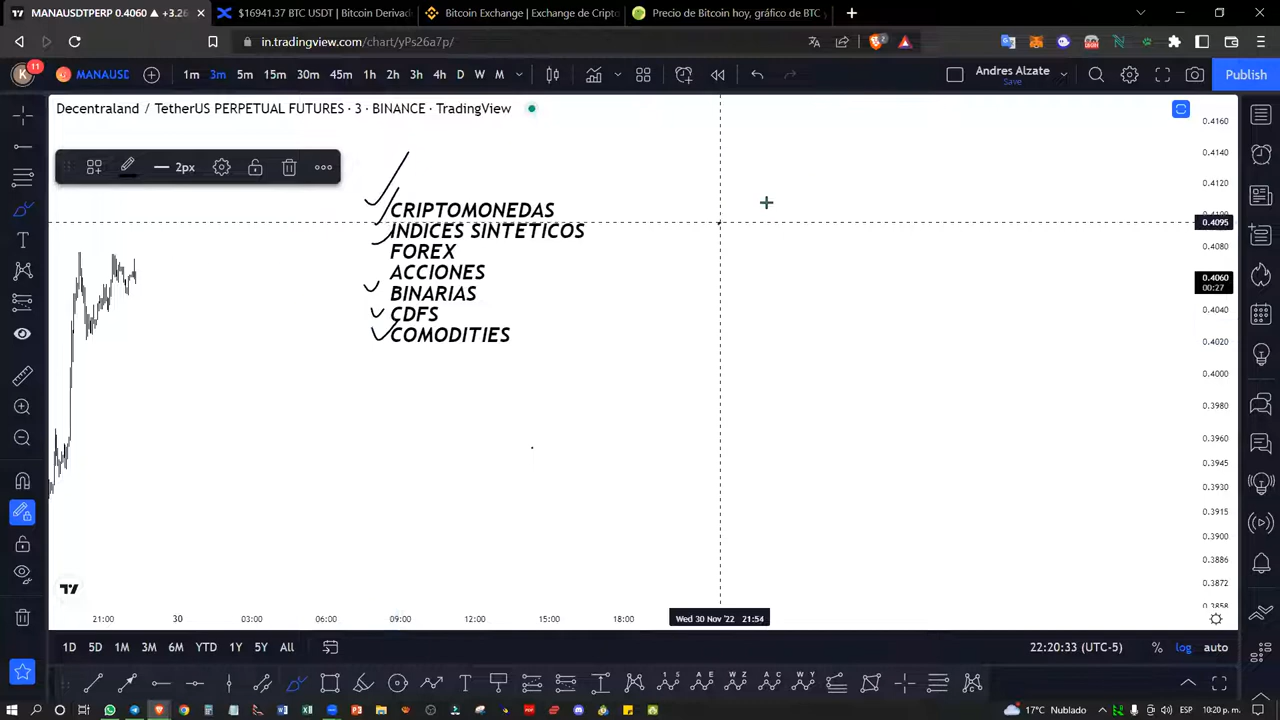 MANAUSDTPERP 0.4060 ▲ +3.26
$16941.37 BTC USDT | Bitcoin Deriva
Bitcoin Exchange | Exchange de Cripto
Precio de Bitcoin hoy, gráfico de BTC
in.tradingview.com/chart/yPs26a7p/
2
11
MANAUSD
1m 3m 5m 15m 30m 45m 1h 2h 3h 4h D W M
Andres Alzate
Save
Publish
Decentraland / TetherUS PERPETUAL FUTURES · 3 · BINANCE · TradingView
2px
CRIPTOMONEDAS
INDICES SINTETICOS
FOREX
ACCIONES
BINARIAS
CDFS
COMODITIES
0.4160
0.4140
0.4120
0.4095
0.4080
0.4060
00:27
0.4040
0.4020
0.4000
0.3980
0.3960
0.3945
0.3930
0.3915
0.3900
0.3886
0.3872
0.3858
21:00 30 03:00 06:00 09:00 12:00 15:00 18:00 Wed 30 Nov '22 21:54
1D 5D 1M 3M 6M YTD 1Y 5Y All
22:20:33 (UTC-5) % log auto
17°C Nublado ESP 10:20 p. m.